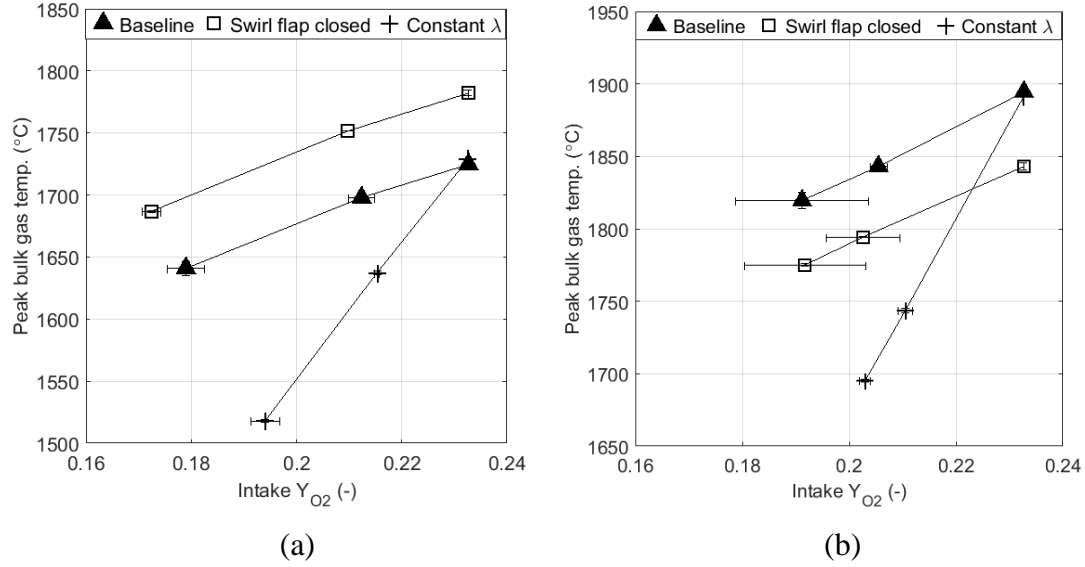 Baseline Swirl flap closed Constant λ
1850
1800
1750
1700
1650
1600
1550
1500
Peak bulk gas temp. (°C)
0.16 0.18 0.2 0.22 0.24
Intake Y_O2 (-)
(a)
Baseline Swirl flap closed Constant λ
1950
1900
1850
1800
1750
1700
1650
Peak bulk gas temp. (°C)
0.16 0.18 0.2 0.22 0.24
Intake Y_O2 (-)
(b)